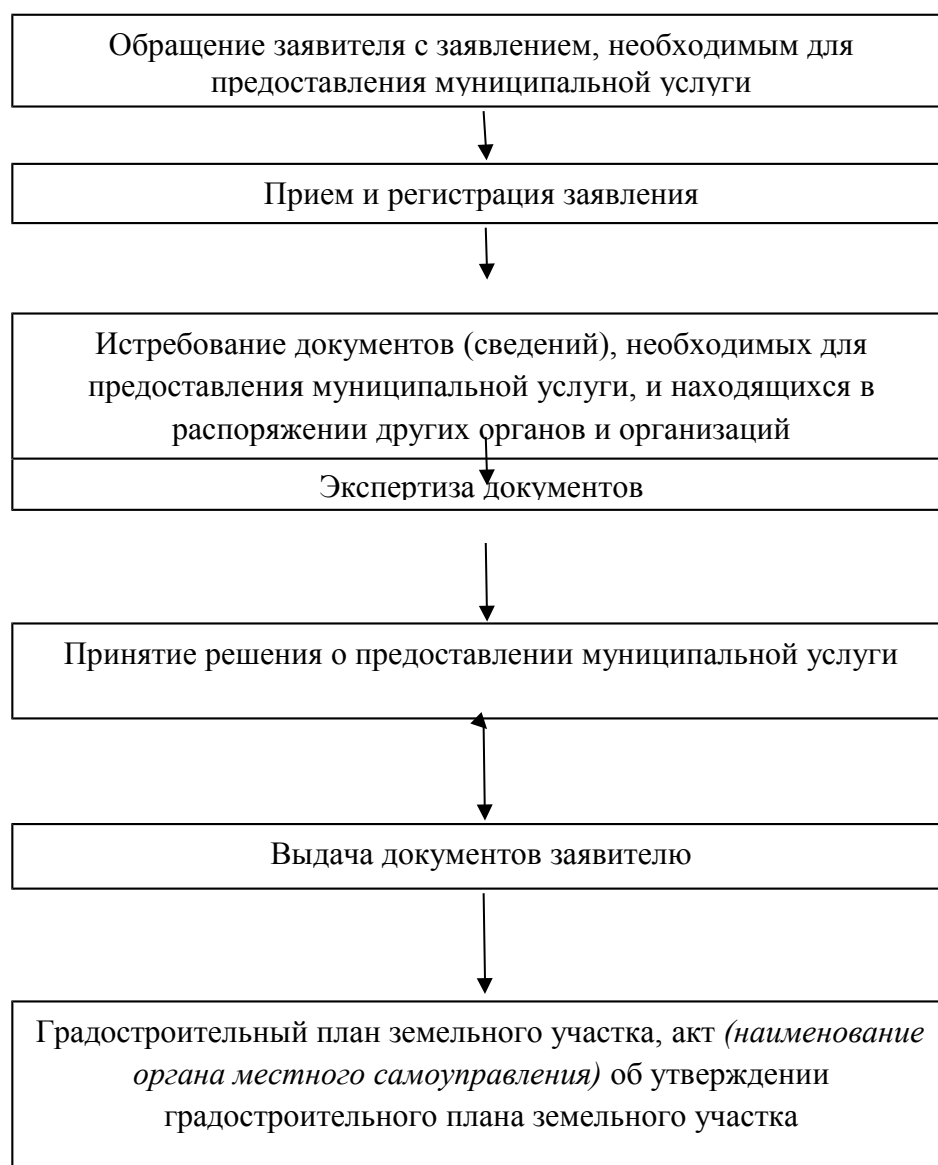 Обращение заявителя с заявлением, необходимым для
предоставления муниципальной услуги
Прием и регистрация заявления
Истребование документов (сведений), необходимых для
предоставления муниципальной услуги, и находящихся в
распоряжении других органов и организаций
Экспертиза документов
Принятие решения о предоставлении муниципальной услуги
Выдача документов заявителю
Градостроительный план земельного участка, акт (наименование
органа местного самоуправления) об утверждении
градостроительного плана земельного участка